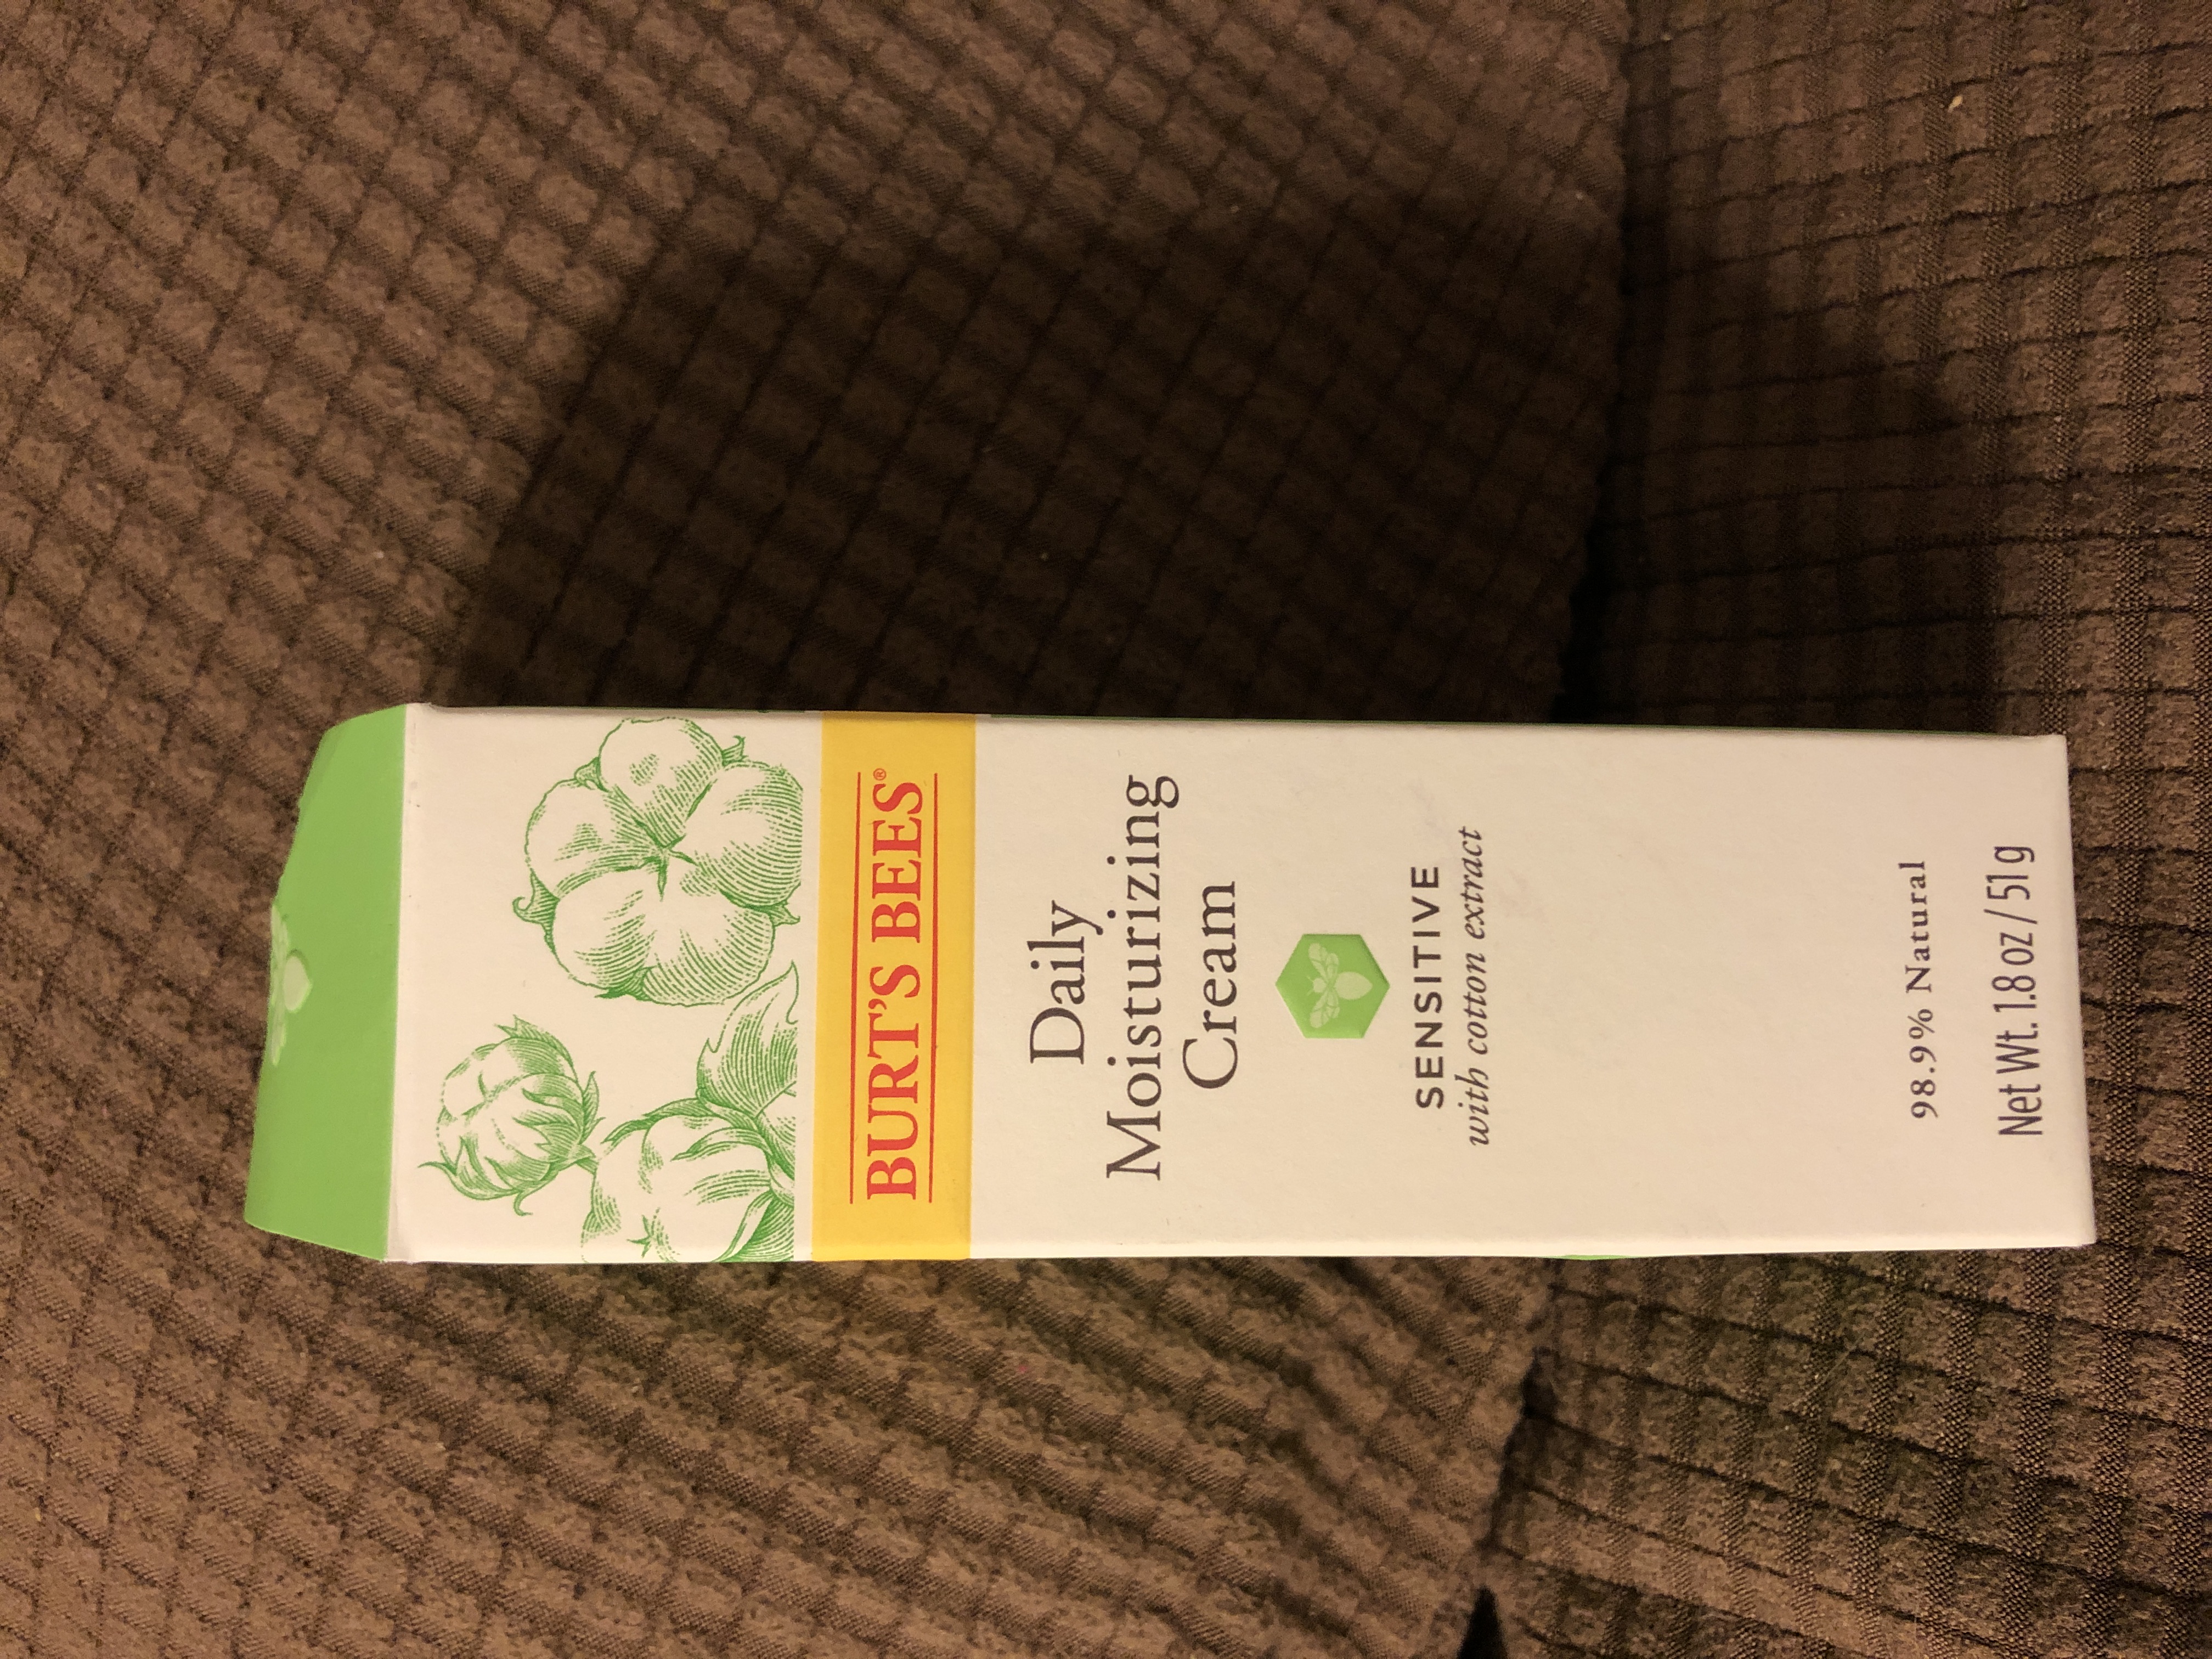 BURT'S BEES®
Daily
Moisturizing
Cream
SENSITIVE
with cotton extract
98.9% Natural
Net Wt. 1.8 oz / 51 g